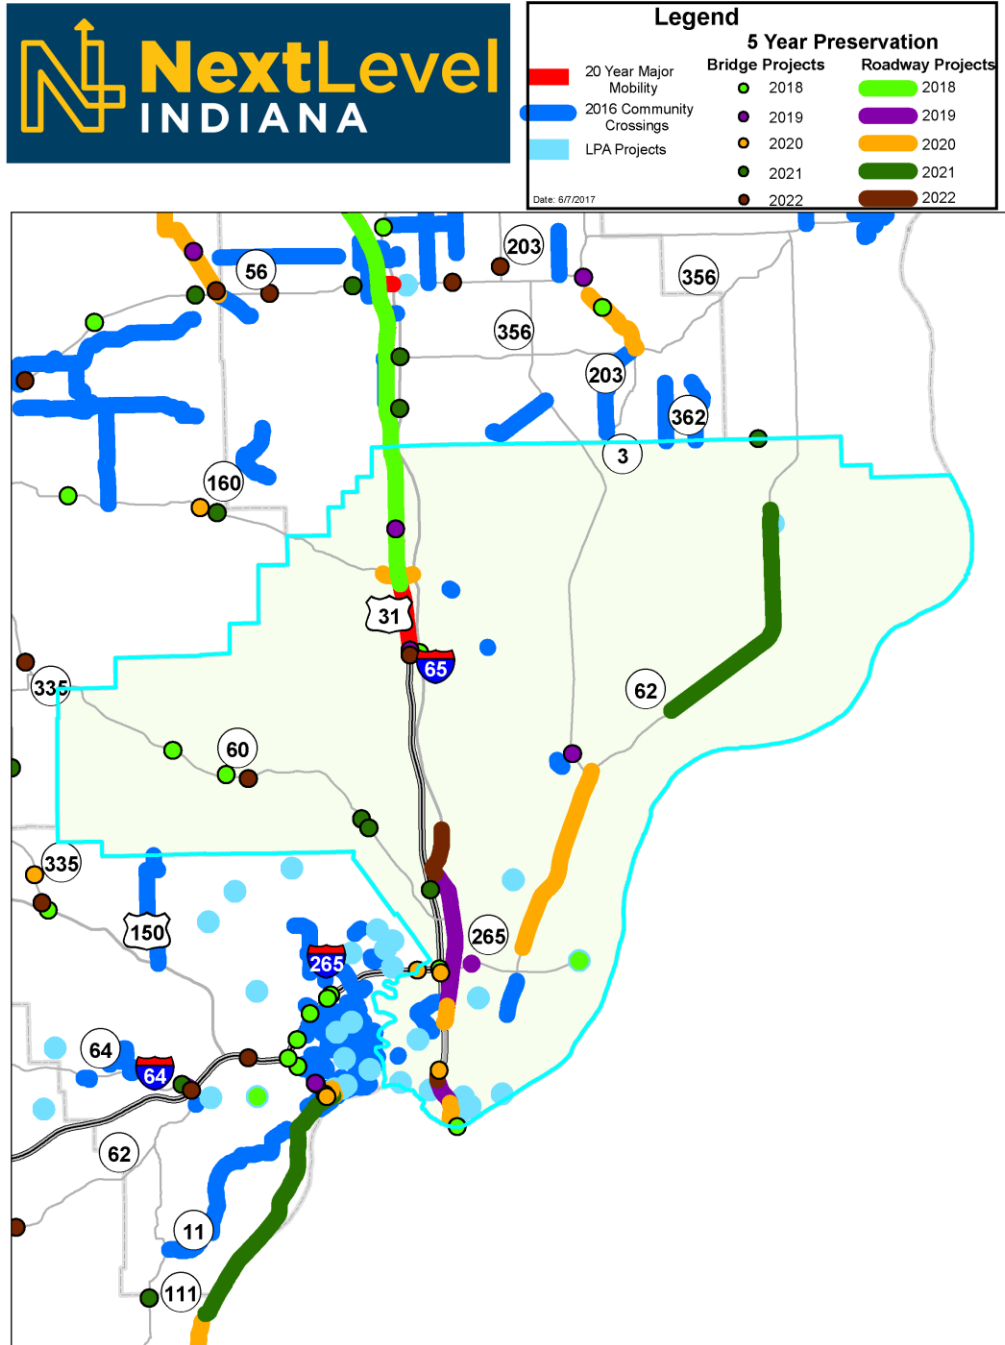 NextLevel
INDIANA
Legend
5 Year Preservation
Bridge Projects
Roadway Projects
20 Year Major
Mobility
2016 Community
Crossings
LPA Projects
2018
2019
2020
2021
2022
2018
2019
2020
2021
2022
Date: 6/7/2017
203
56
356
356
203
362
3
160
31
65
335
62
60
335
150
265
265
64
64
62
11
111